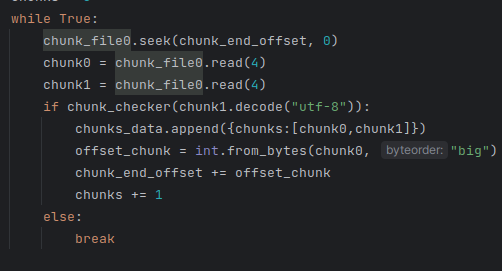 while True:
    chunk_file0.seek(chunk_end_offset, 0)
    chunk0 = chunk_file0.read(4)
    chunk1 = chunk_file0.read(4)
    if chunk_checker(chunk1.decode("utf-8")):
        chunks_data.append({chunks:[chunk0,chunk1]})
        offset_chunk = int.from_bytes(chunk0, byteorder: "big")
        chunk_end_offset += offset_chunk
        chunks += 1
    else:
        break